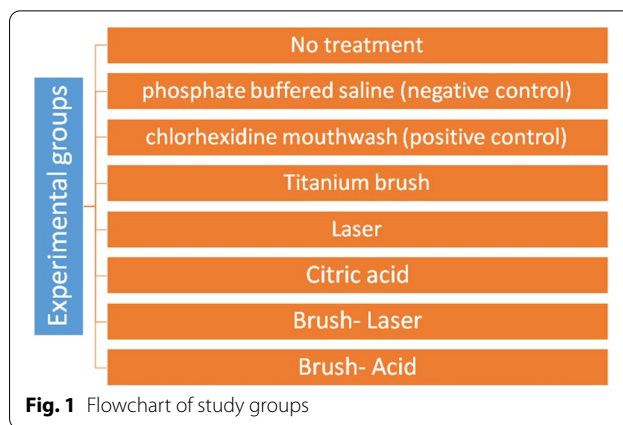 Experimental groups
No treatment
phosphate buffered saline (negative control)
chlorhexidine mouthwash (positive control)
Titanium brush
Laser
Citric acid
Brush- Laser
Brush- Acid
Fig. 1 Flowchart of study groups